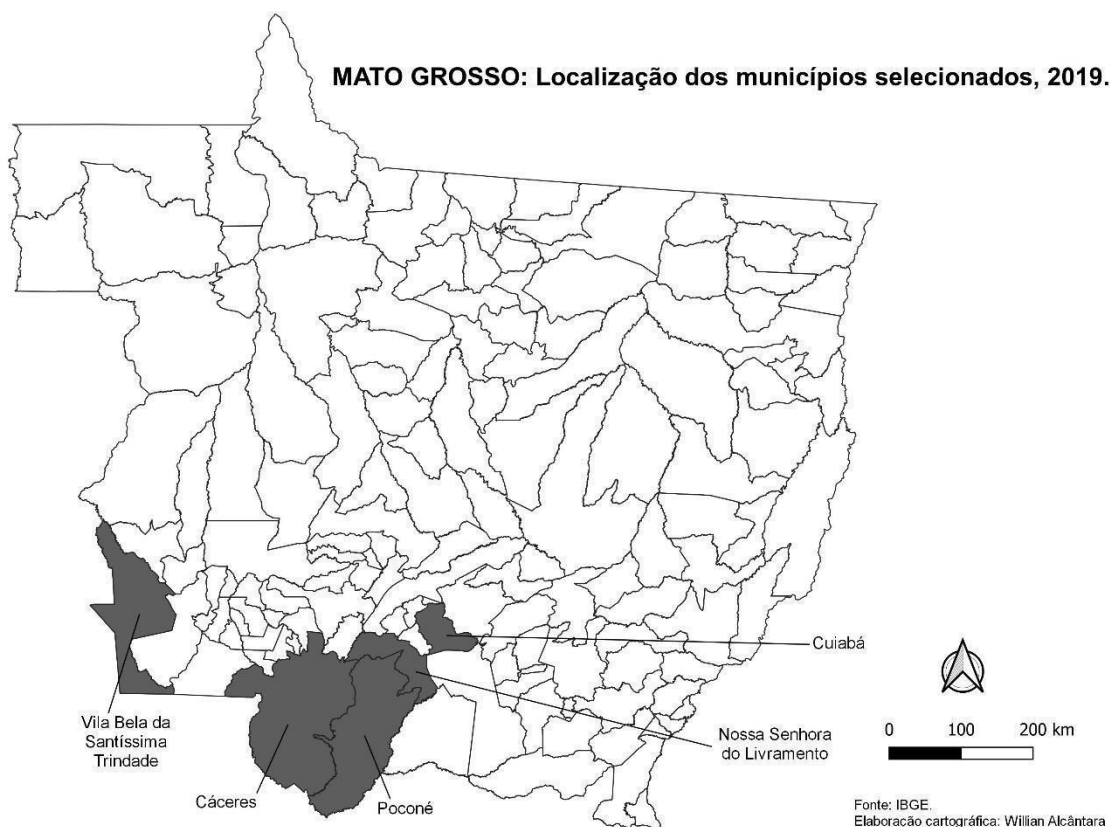 MATO GROSSO: Localização dos municípios selecionados, 2019.
Cuiabá
Vila Bela da
Santíssima
Trindade
Nossa Senhora
do Livramento
0 100 200 km
Cáceres
Poconé
Fonte: IBGE.
Elaboração cartográfica: Willian Alcântara